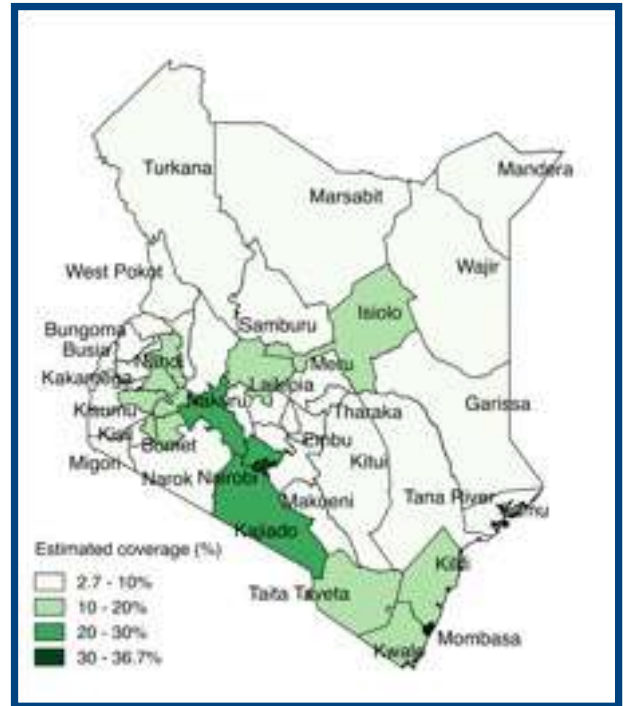 Turkana
Mandera
Marsabit
Wajir
West Pokot
Samburu
Isiolo
Bungoma
Busia
Nandi
Meru
Kakamega
Laikipia
Nakuru
Kisumu
Tharaka
Garissa
Kisii
Bomet
Embu
Migori
Kitui
Narok
Nairobi
Makueni
Tana River
Lamu
Kajiado
Estimated coverage (%)
Kilifi
2.7 - 10%
Taita Taveta
10 - 20%
20 - 30%
Mombasa
30 - 36.7%
Kwale